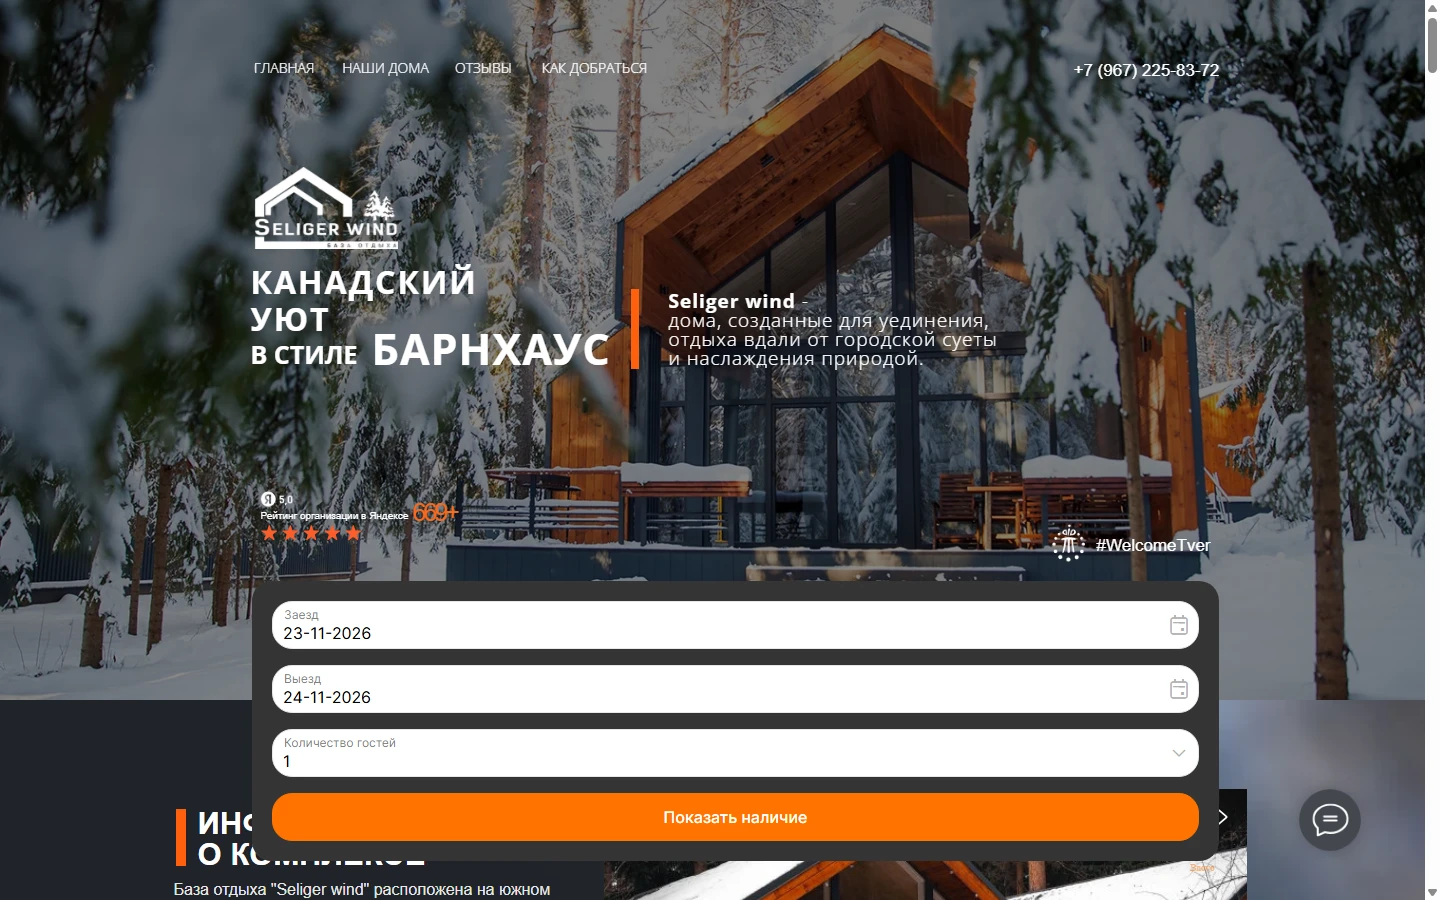 ГЛАВНАЯ НАШИ ДОМА ОТЗЫВЫ КАК ДОБРАТЬСЯ
+7 (967) 225-83-72
SELIGER WIND
БАЗА ОТДЫХА
КАНАДСКИЙ
УЮТ
В СТИЛЕ БАРНХАУС
Seliger wind -
дома, созданные для уединения,
отдыха вдали от городской суеты
и наслаждения природой.
Я 5,0
Рейтинг организации в Яндексе 669+
#WelcomeTver
Заезд
23-11-2026
Выезд
24-11-2026
Количество гостей
1
Показать наличие
О
База отдыха "Seliger wind" расположена на южном